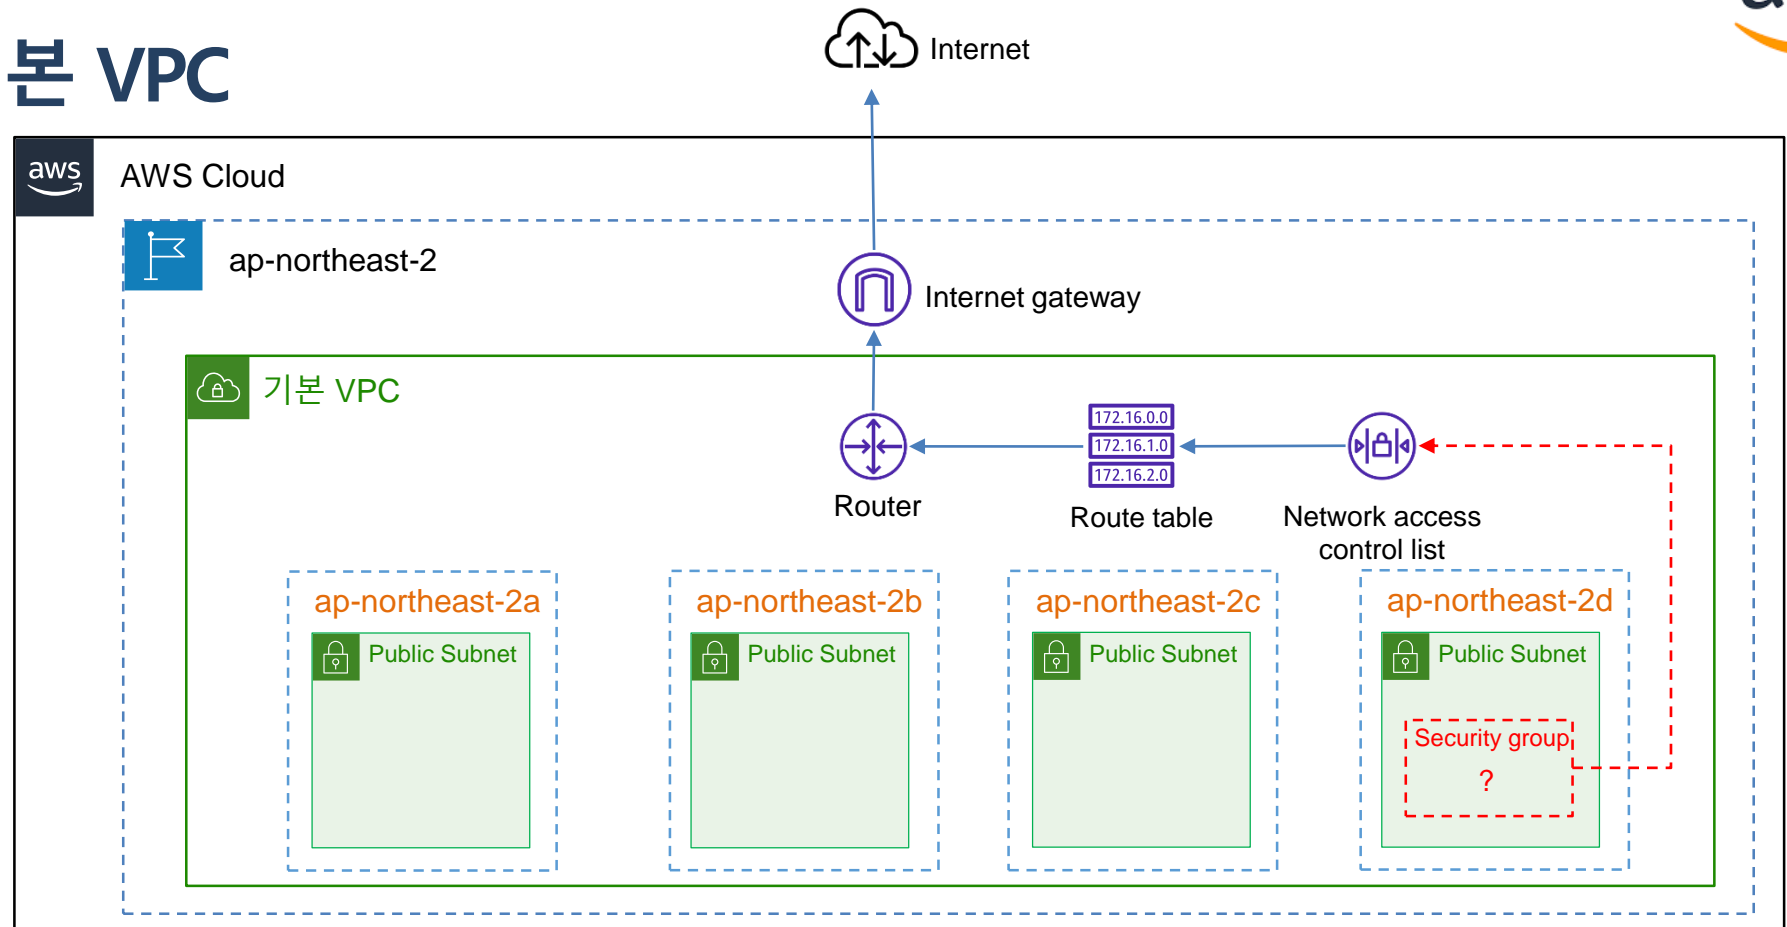 본 VPC
Internet
aws
AWS Cloud
ap-northeast-2
Internet gateway
기본 VPC
172.16.0.0
172.16.1.0
172.16.2.0
Router
Route table
Network access
control list
ap-northeast-2a
ap-northeast-2b
ap-northeast-2c
ap-northeast-2d
Public Subnet
Public Subnet
Public Subnet
Public Subnet
Security group
?